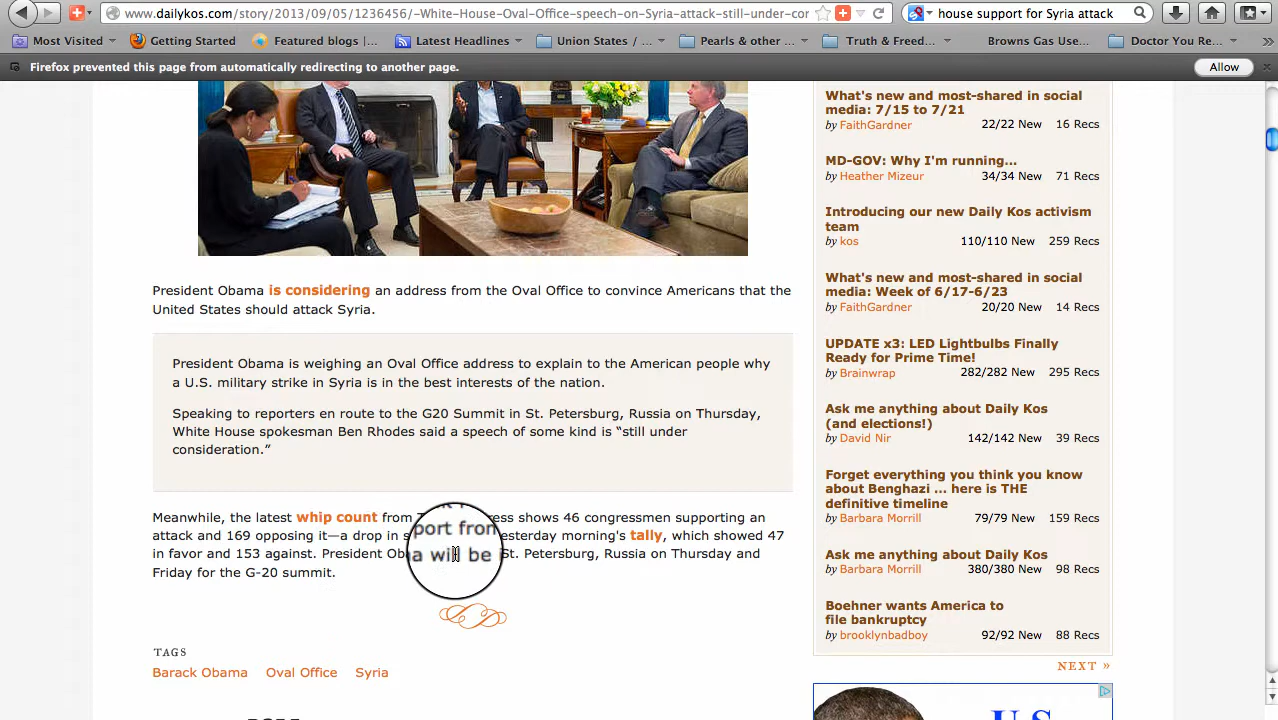 www.dailykos.com/story/2013/09/05/1236456/-White-House-Oval-Office-speech-on-Syria-attack-still-under-cor
house support for Syria attack
Most Visited
Getting Started
Featured blogs |...
Latest Headlines
Union States / ...
Pearls & other ...
Truth & Freed...
Browns Gas Use...
Doctor You Re...
Firefox prevented this page from automatically redirecting to another page.
Allow
President Obama is considering an address from the Oval Office to convince Americans that the
United States should attack Syria.
President Obama is weighing an Oval Office address to explain to the American people why
a U.S. military strike in Syria is in the best interests of the nation.
Speaking to reporters en route to the G20 Summit in St. Petersburg, Russia on Thursday,
White House spokesman Ben Rhodes said a speech of some kind is “still under
consideration.”
Meanwhile, the latest whip count from ress shows 46 congressmen supporting an
attack and 169 opposing it—a drop in port from yesterday morning's tally, which showed 47
in favor and 153 against. President Oba will be St. Petersburg, Russia on Thursday and
Friday for the G-20 summit.
TAGS
Barack Obama Oval Office Syria
What's new and most-shared in social
media: 7/15 to 7/21
by FaithGardner 22/22 New 16 Recs
MD-GOV: Why I'm running...
by Heather Mizeur 34/34 New 71 Recs
Introducing our new Daily Kos activism
team
by kos 110/110 New 259 Recs
What's new and most-shared in social
media: Week of 6/17-6/23
by FaithGardner 20/20 New 14 Recs
UPDATE x3: LED Lightbulbs Finally
Ready for Prime Time!
by Brainwrap 282/282 New 295 Recs
Ask me anything about Daily Kos
(and elections!)
by David Nir 142/142 New 39 Recs
Forget everything you think you know
about Benghazi ... here is THE
definitive timeline
by Barbara Morrill 79/79 New 159 Recs
Ask me anything about Daily Kos
by Barbara Morrill 380/380 New 98 Recs
Boehner wants America to
file bankruptcy
by brooklynbadboy 92/92 New 88 Recs
NEXT »
U.S.